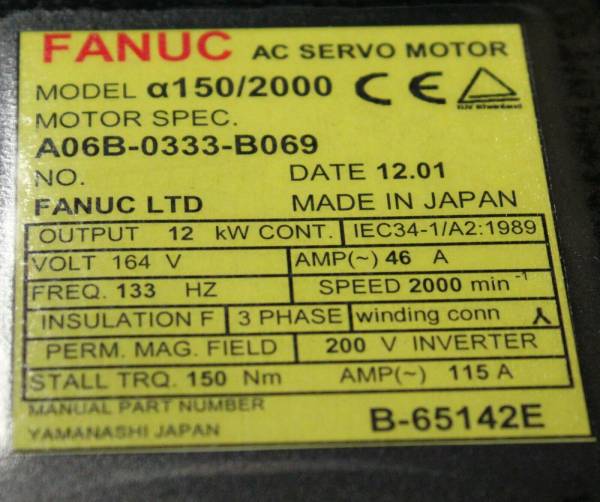 FANUC AC SERVO MOTOR
MODEL α150/2000 CE
MOTOR SPEC.
A06B-0333-B069
NO. DATE 12.01
FANUC LTD MADE IN JAPAN
OUTPUT 12 kW CONT. IEC34-1/A2:1989
VOLT 164 V AMP(~) 46 A
FREQ. 133 HZ SPEED 2000 min⁻¹
INSULATION F 3 PHASE winding conn
PERM. MAG. FIELD 200 V INVERTER
STALL TRQ. 150 Nm AMP(~) 115 A
MANUAL PART NUMBER
YAMANASHI JAPAN B-65142E